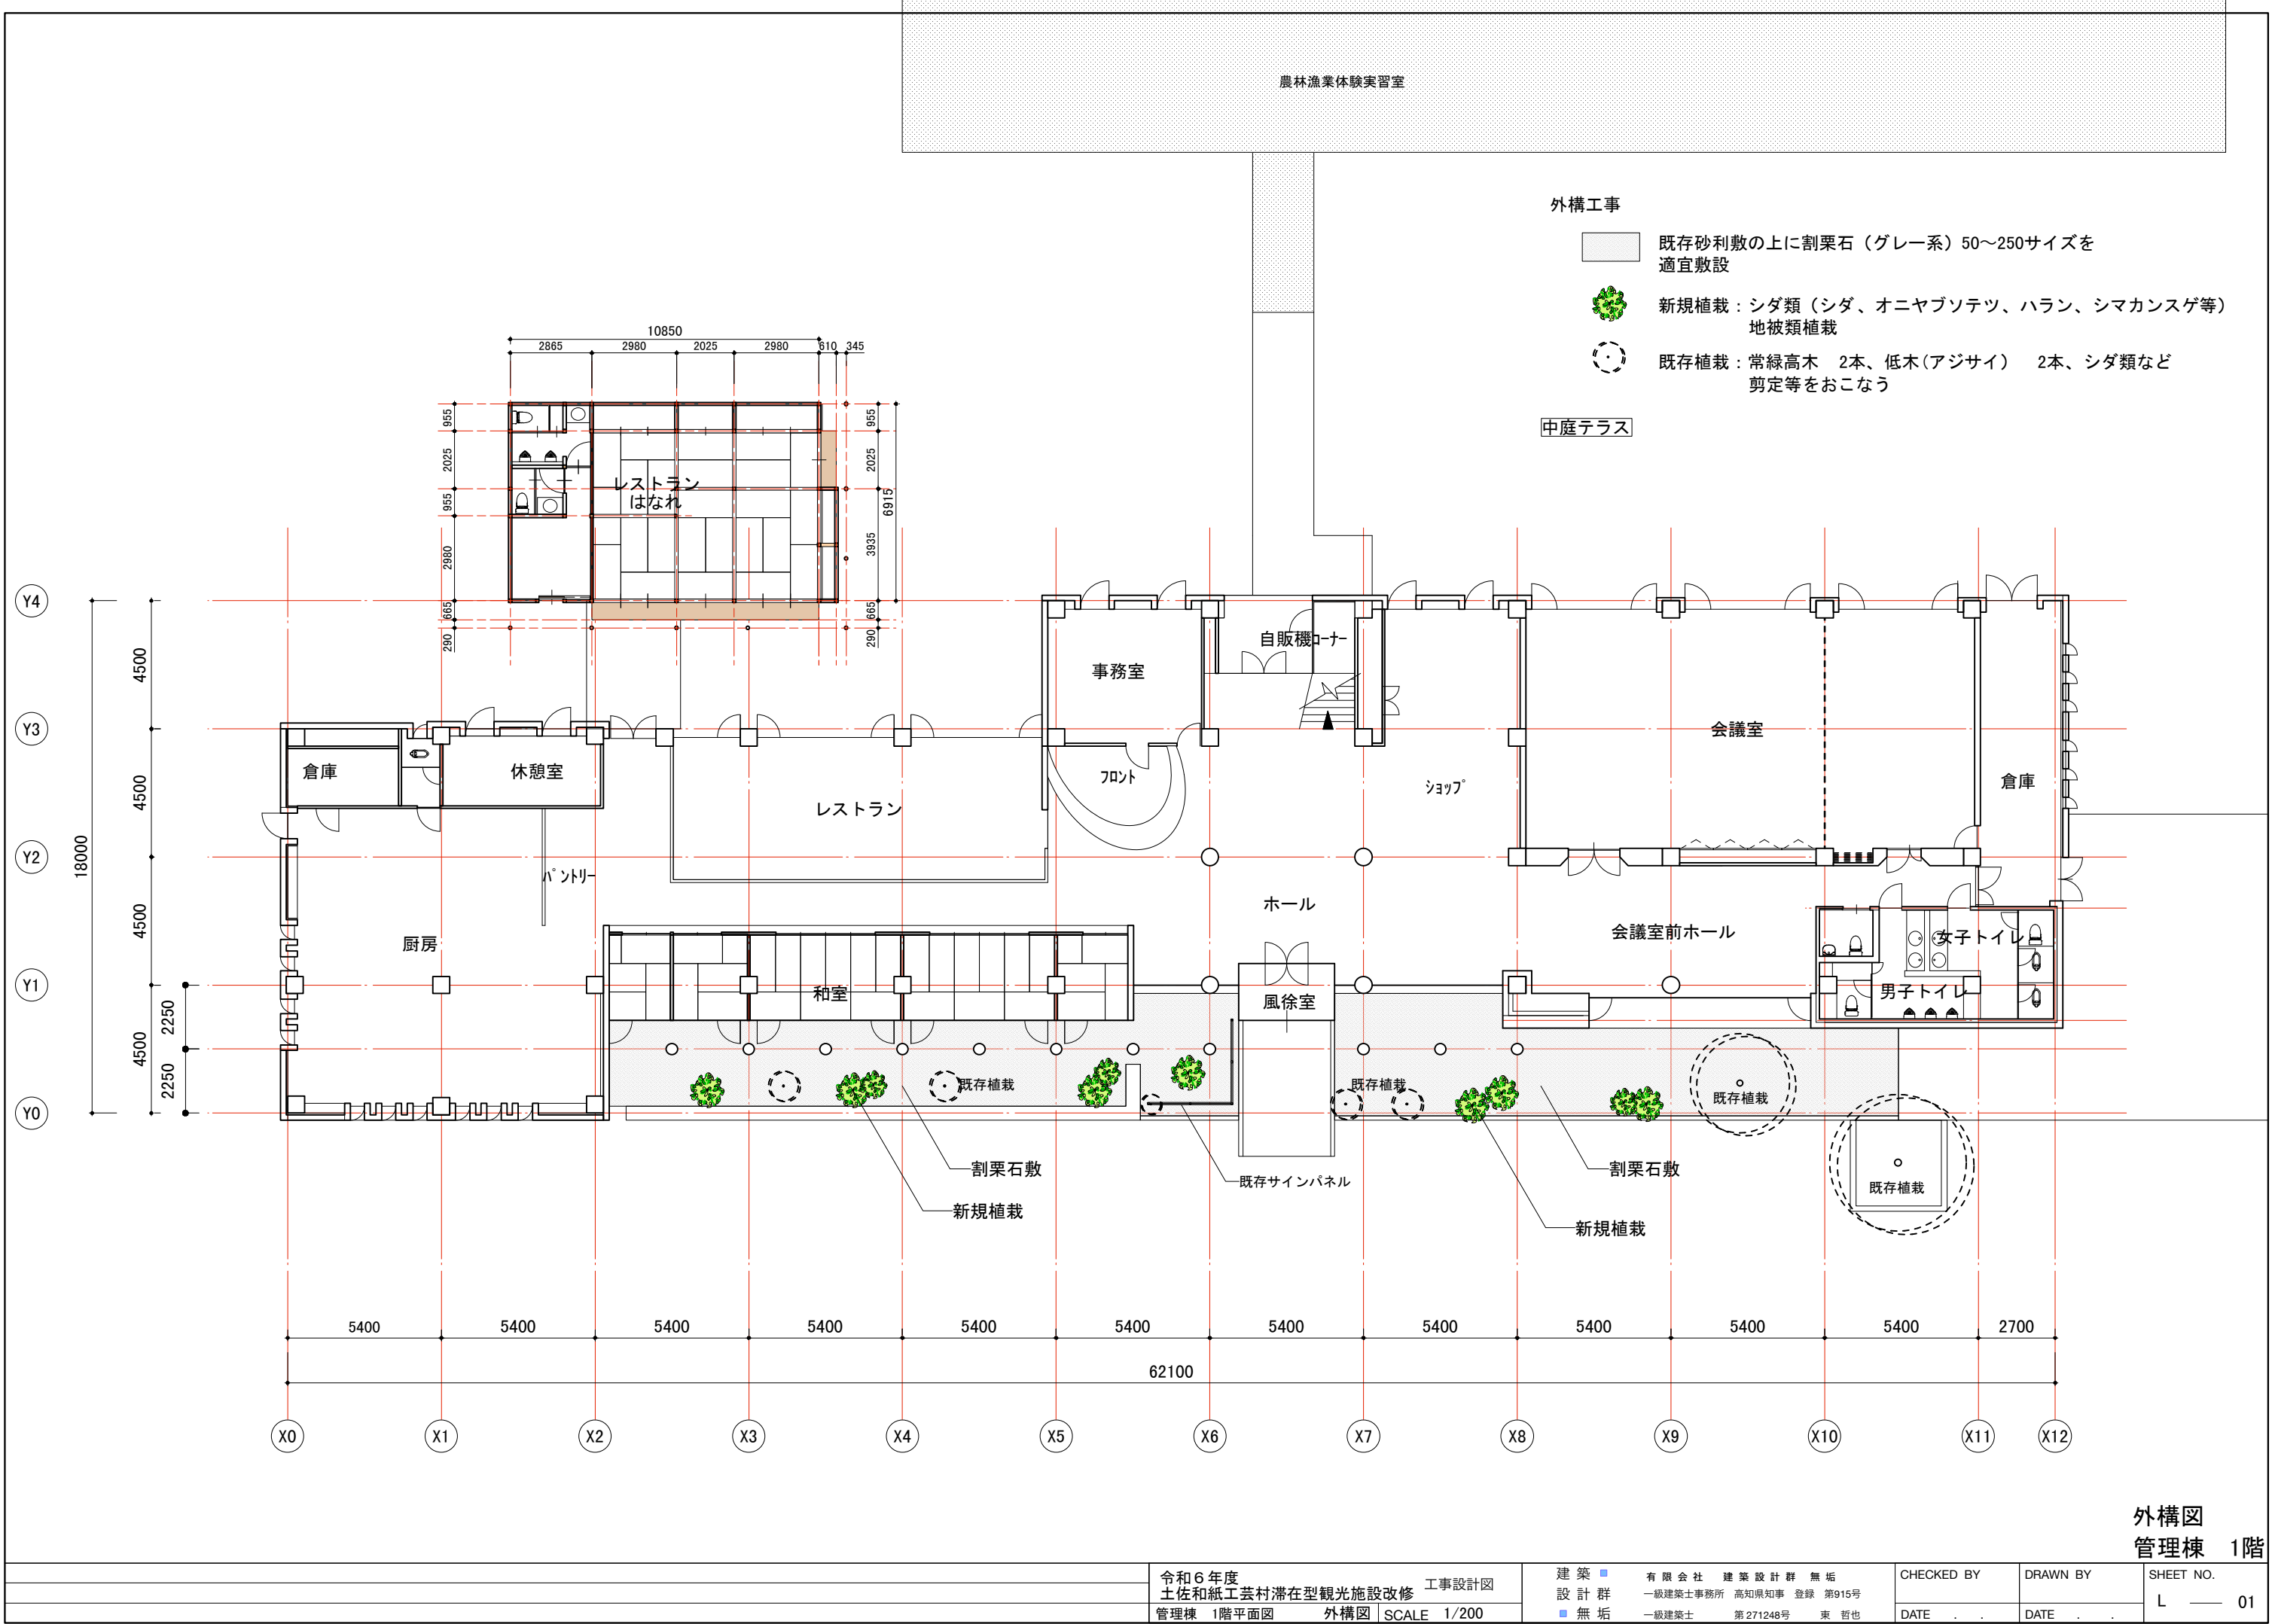 農林漁業体験実習室
外構工事
既存砂利敷の上に割栗石（グレー系）50～250サイズを
適宜敷設
新規植栽：シダ類（シダ、オニヤブソテツ、ハラン、シマカンスゲ等）
地被類植栽
既存植栽：常緑高木　2本、低木(アジサイ）　2本、シダ類など
剪定等をおこなう
中庭テラス
10850
2865 2980 2025 2980 610 345
955 2025 955 2980 665 290
955 2025 3935 665 290
6915
レストラン
はなれ
Y4
Y3
Y2
Y1
Y0
18000
4500
4500
4500
4500
2250
2250
自販機コーナー
事務室
会議室
倉庫
休憩室
フロント
ショップ
倉庫
レストラン
パントリー
ホール
会議室前ホール
厨房
女子トイレ
和室
風徐室
男子トイレ
既存植栽
既存植栽
既存植栽
既存植栽
割栗石敷
既存サインパネル
割栗石敷
新規植栽
新規植栽
5400 5400 5400 5400 5400 5400 5400 5400 5400 5400 5400 2700
62100
X0 X1 X2 X3 X4 X5 X6 X7 X8 X9 X10 X11 X12
外構図
管理棟　1階
令和６年度
土佐和紙工芸村滞在型観光施設改修　工事設計図
管理棟　1階平面図　外構図　SCALE　1/200
建築
設計群
無垢
有限会社　建築設計群　無垢
一級建築士事務所　高知県知事　登録　第915号
一級建築士　第271248号　東　哲也
CHECKED BY
DATE . .
DRAWN BY
DATE . .
SHEET NO.
L — 01